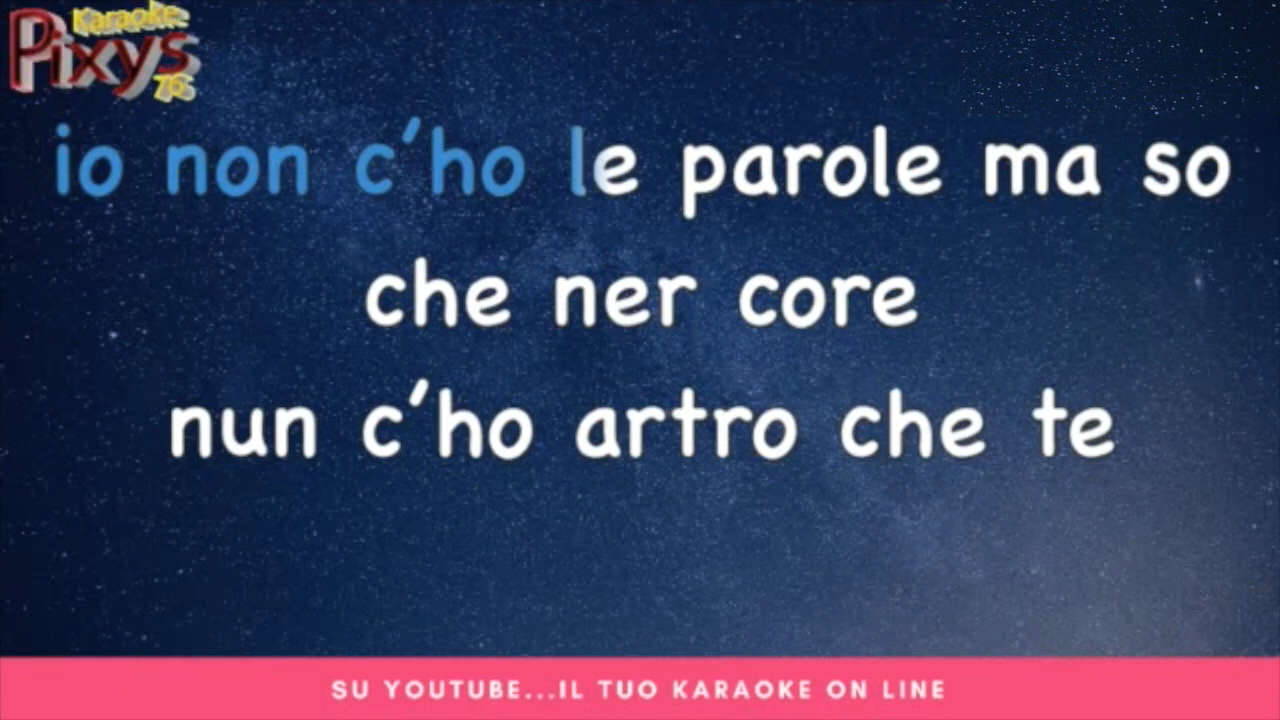 Karaoke
Pixys
76
io non c'ho le parole ma so
che ner core
nun c'ho artro che te
SU YOUTUBE...IL TUO KARAOKE ON LINE